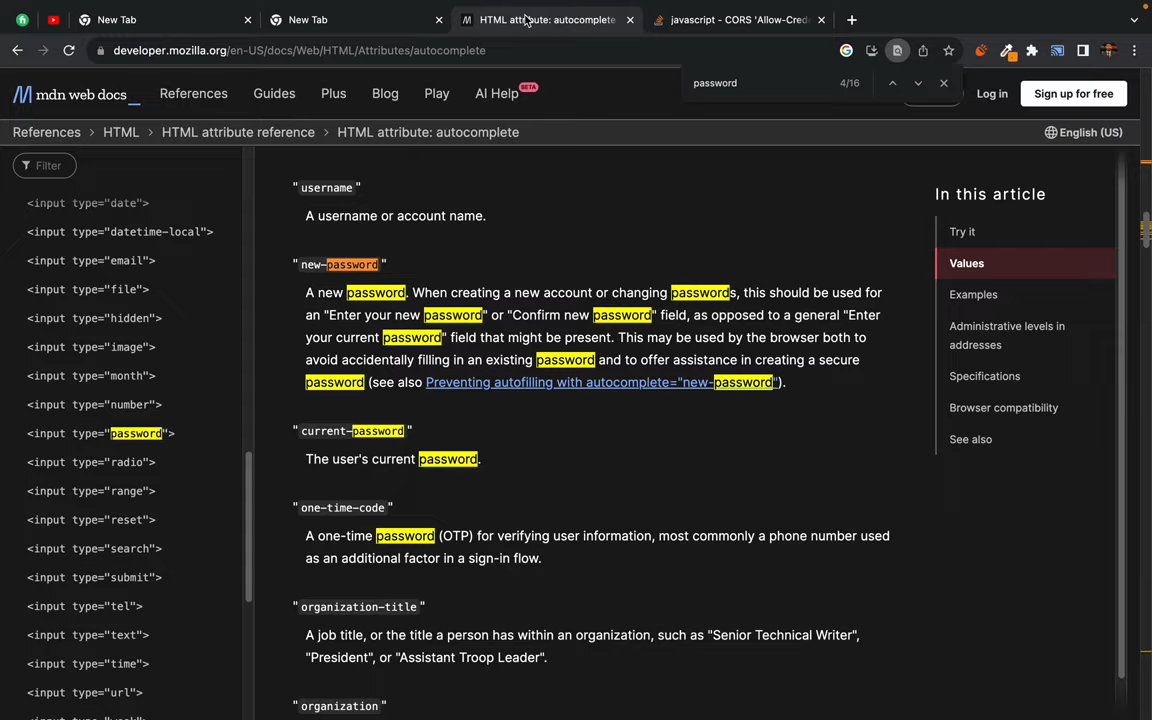 New Tab
New Tab
HTML attribute: autocomplete
javascript - CORS 'Allow-Cred
developer.mozilla.org/en-US/docs/Web/HTML/Attributes/autocomplete
password
4/16
mdn web docs
References
Guides
Plus
Blog
Play
AI Help
BETA
Log in
Sign up for free
References > HTML > HTML attribute reference > HTML attribute: autocomplete
English (US)
Filter
<input type="date">
<input type="datetime-local">
<input type="email">
<input type="file">
<input type="hidden">
<input type="image">
<input type="month">
<input type="number">
<input type="password">
<input type="radio">
<input type="range">
<input type="reset">
<input type="search">
<input type="submit">
<input type="tel">
<input type="text">
<input type="time">
<input type="url">
"username"
A username or account name.
"new-password"
A new password. When creating a new account or changing passwords, this should be used for
an "Enter your new password" or "Confirm new password" field, as opposed to a general "Enter
your current password" field that might be present. This may be used by the browser both to
avoid accidentally filling in an existing password and to offer assistance in creating a secure
password (see also Preventing autofilling with autocomplete="new-password").
"current-password"
The user's current password.
"one-time-code"
A one-time password (OTP) for verifying user information, most commonly a phone number used
as an additional factor in a sign-in flow.
"organization-title"
A job title, or the title a person has within an organization, such as "Senior Technical Writer",
"President", or "Assistant Troop Leader".
"organization"
In this article
Try it
Values
Examples
Administrative levels in
addresses
Specifications
Browser compatibility
See also